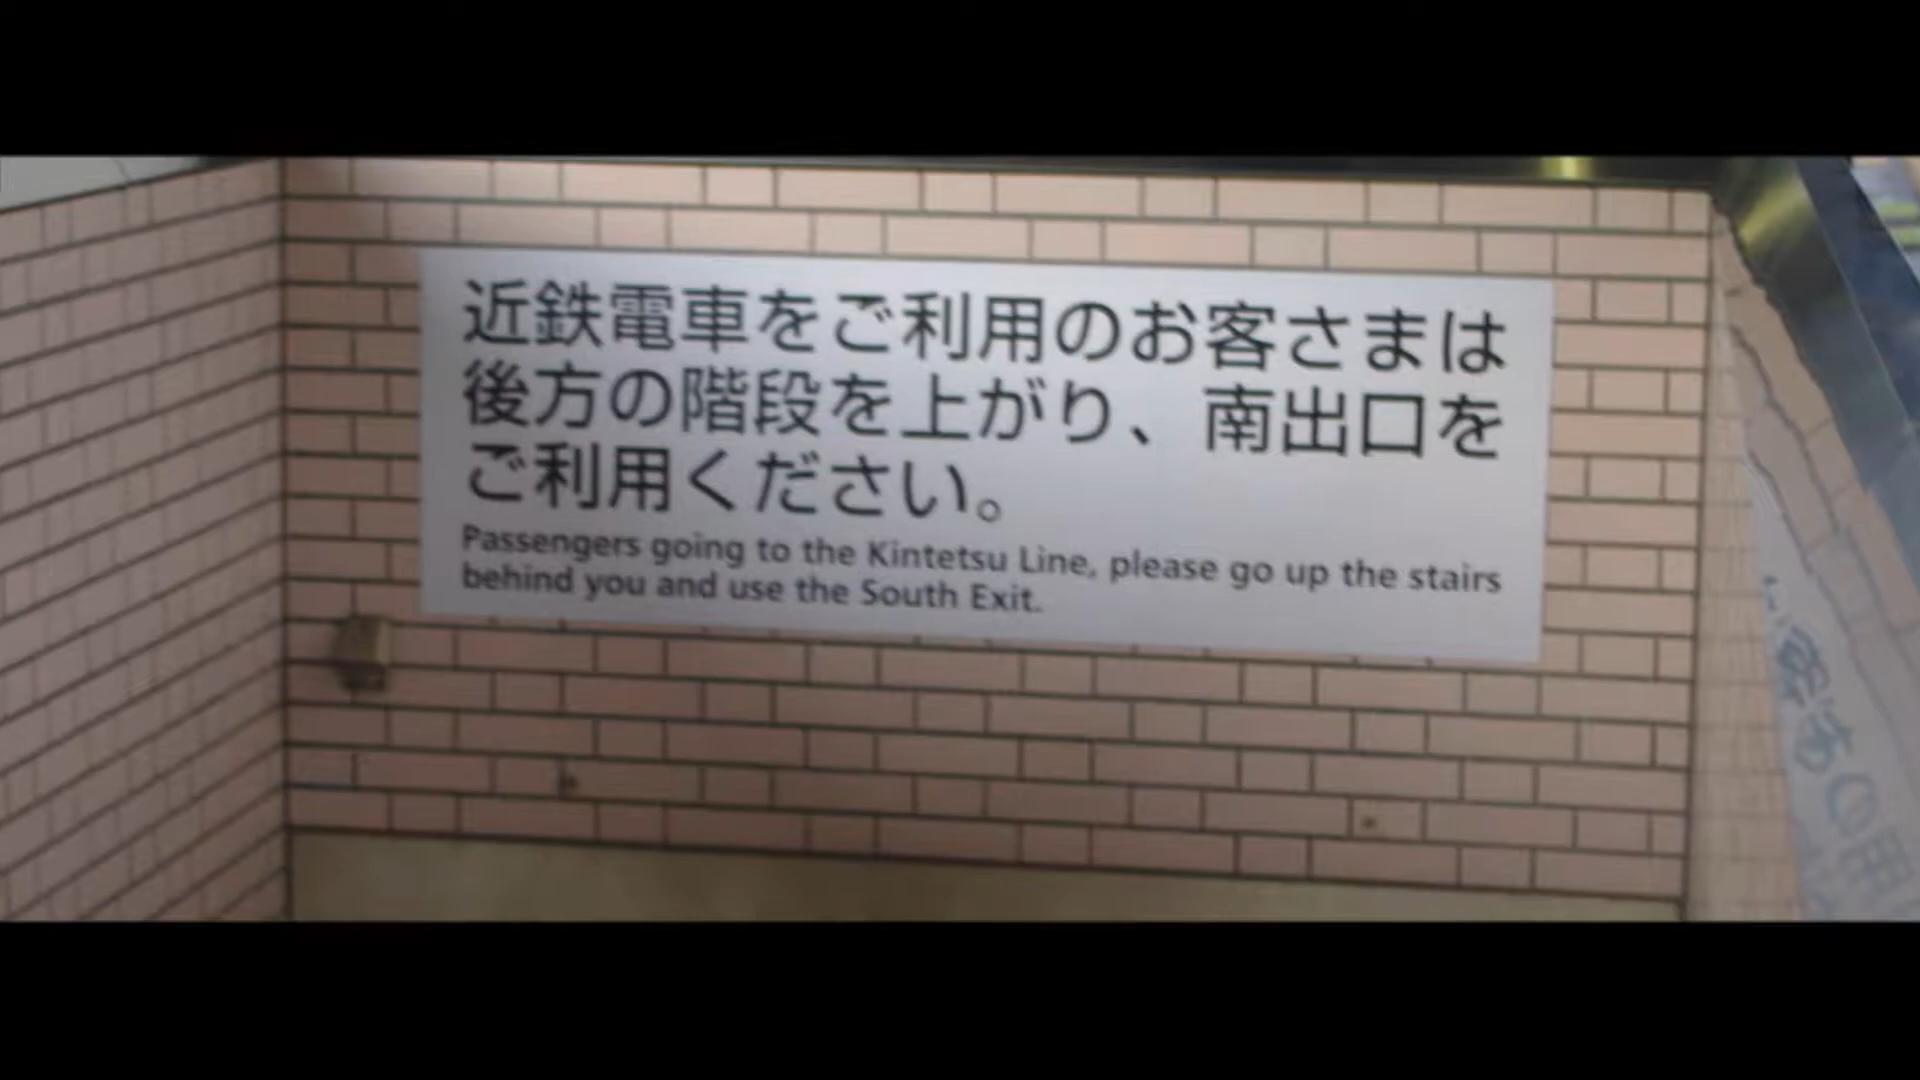 近鉄電車をご利用のお客さまは
後方の階段を上がり、南出口を
ご利用ください。
Passengers going to the Kintetsu Line, please go up the stairs
behind you and use the South Exit.